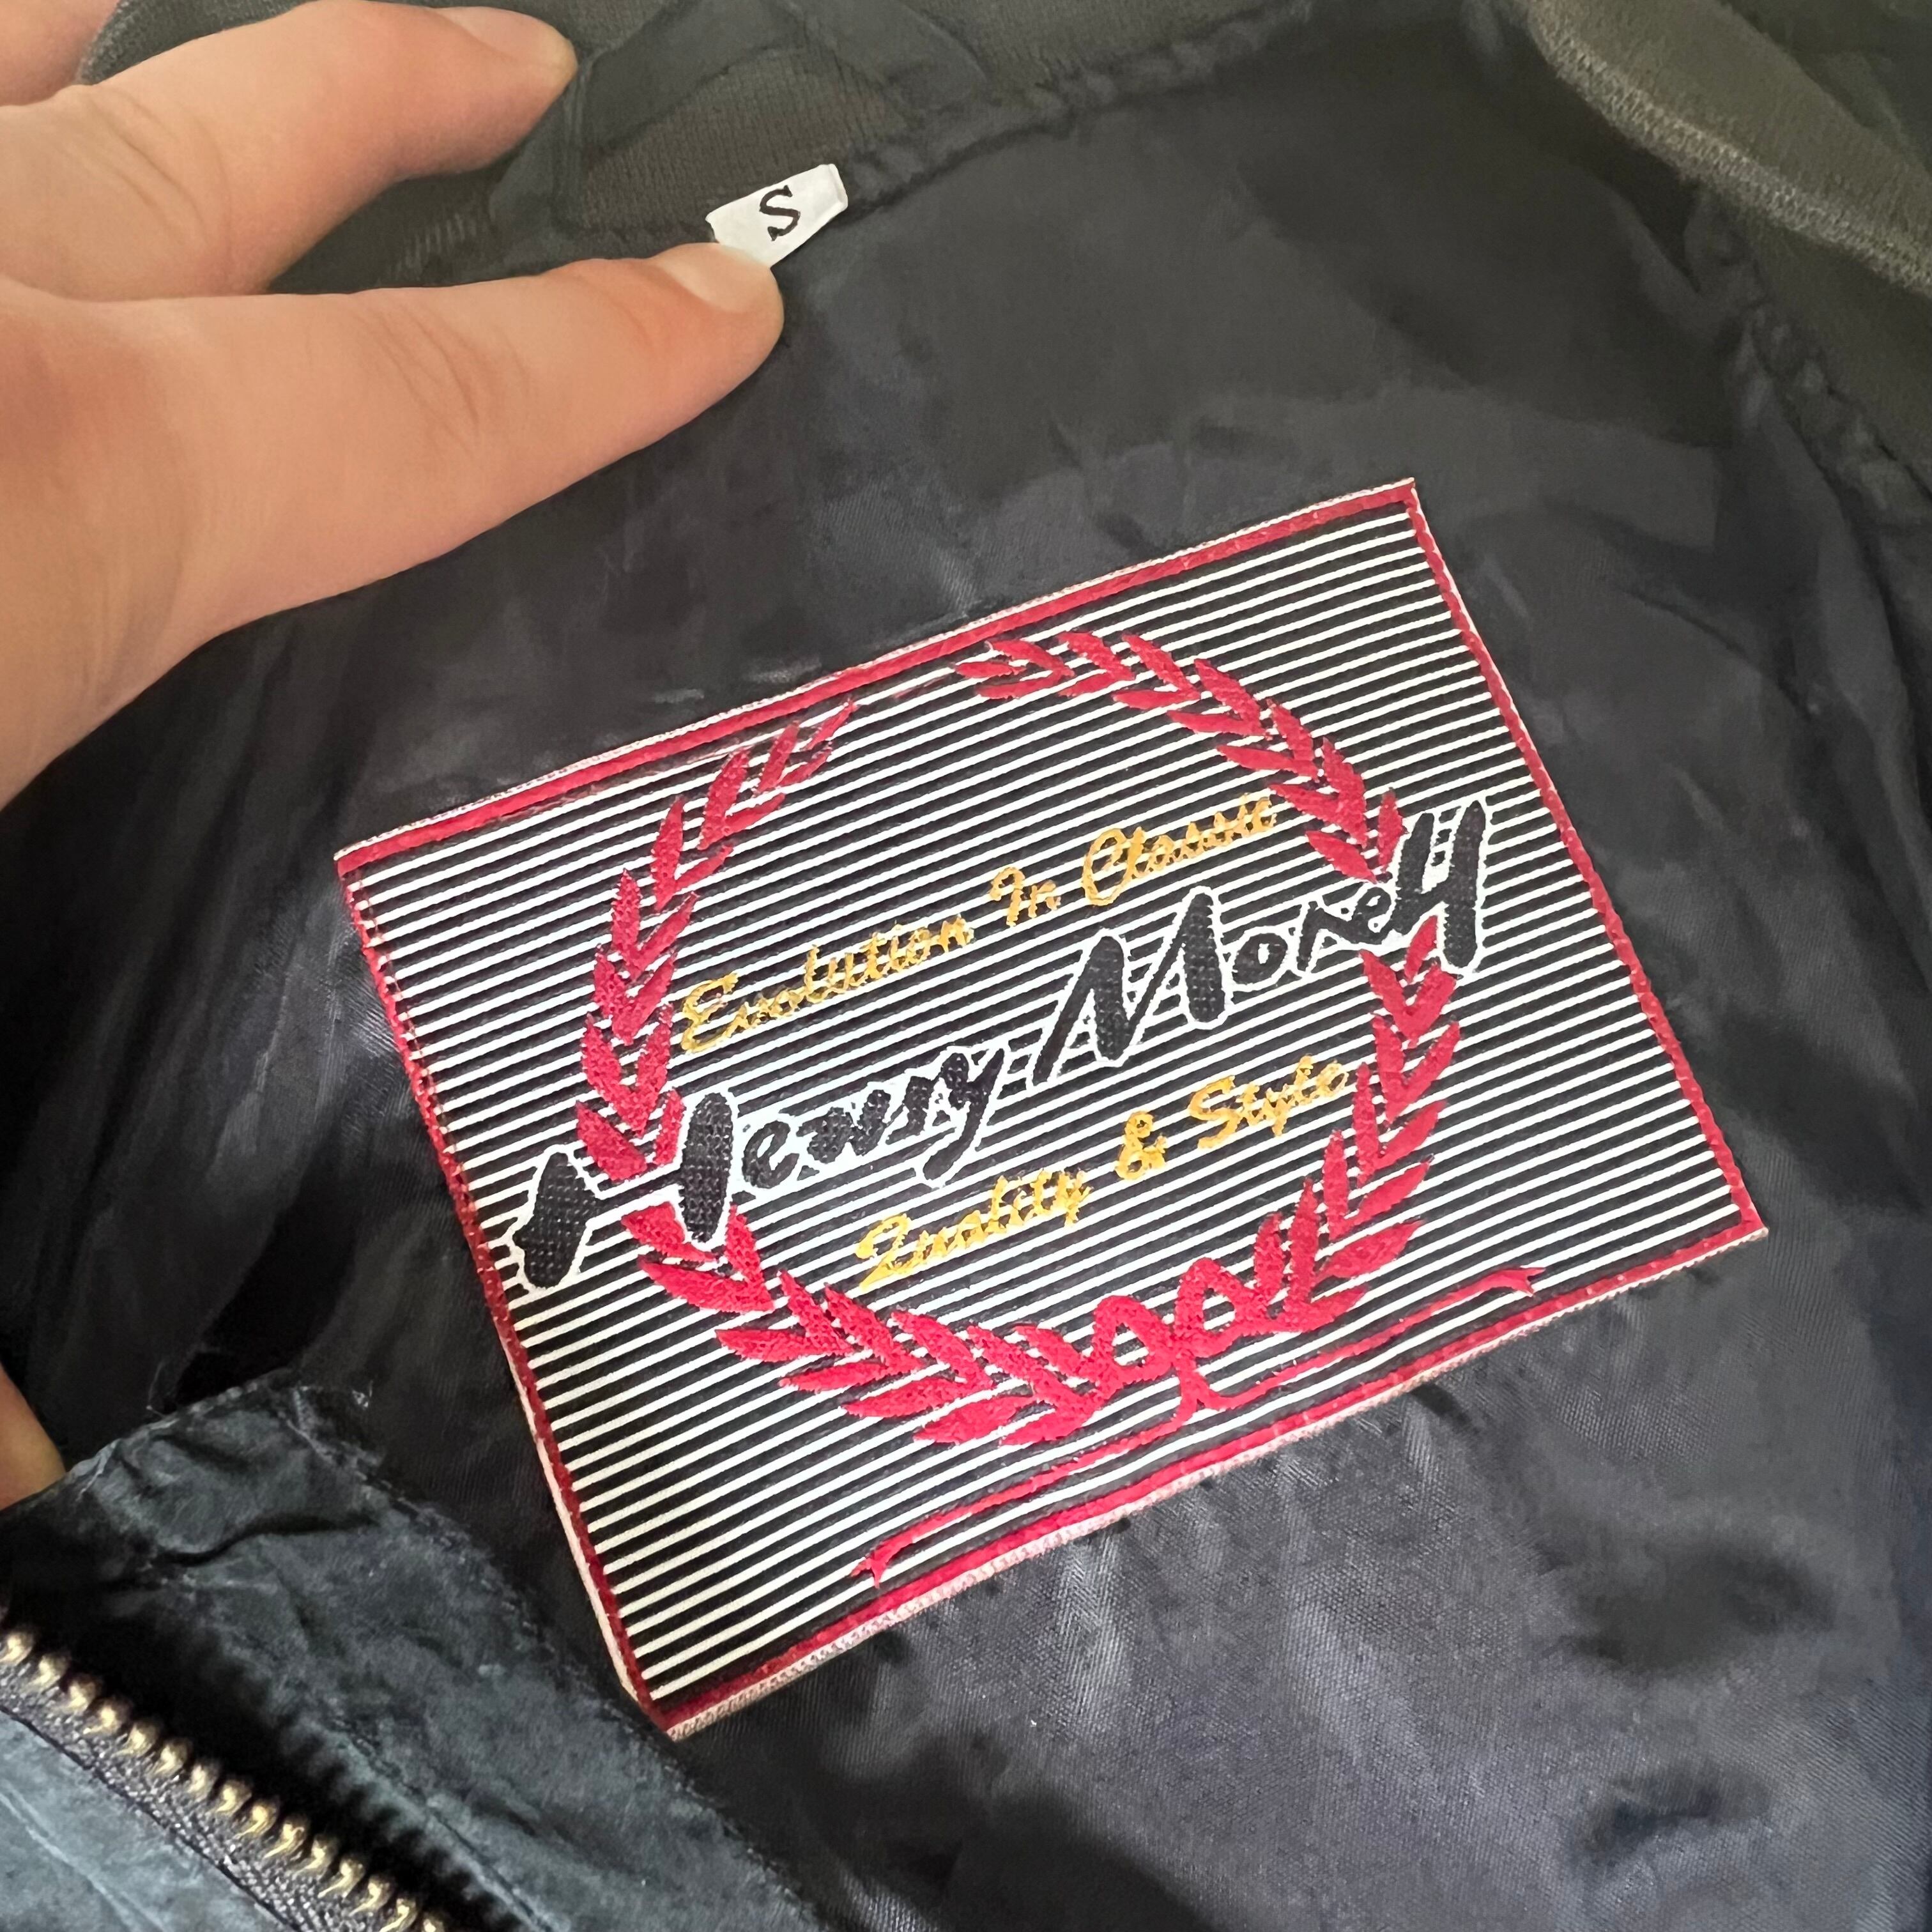 S
Evolution In Classic
Henry Morell
Quality & Style